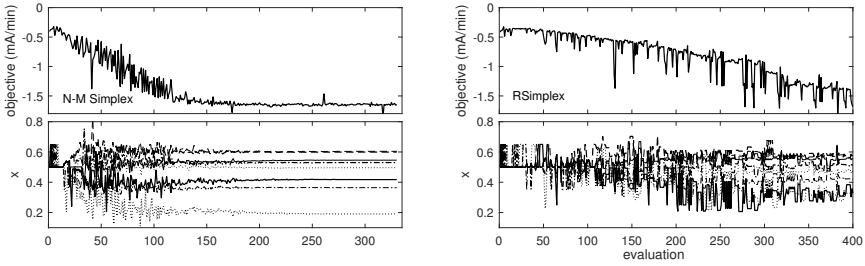 0
-0.5
-1
-1.5
objective (mA/min)
N-M Simplex
0.8
0.6
0.4
0.2
x
0 50 100 150 200 250 300
0
-0.5
-1
-1.5
objective (mA/min)
RSimplex
0.8
0.6
0.4
0.2
x
0 50 100 150 200 250 300 350 400
evaluation